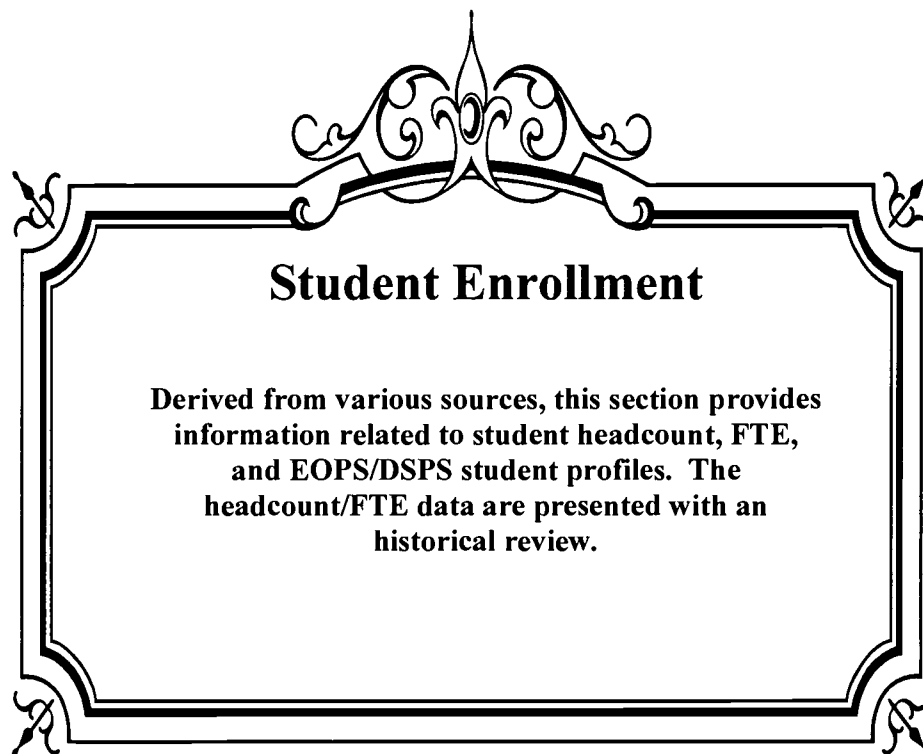 Student Enrollment
Derived from various sources, this section provides
information related to student headcount, FTE,
and EOPS/DSPS student profiles.  The
headcount/FTE data are presented with an
historical review.